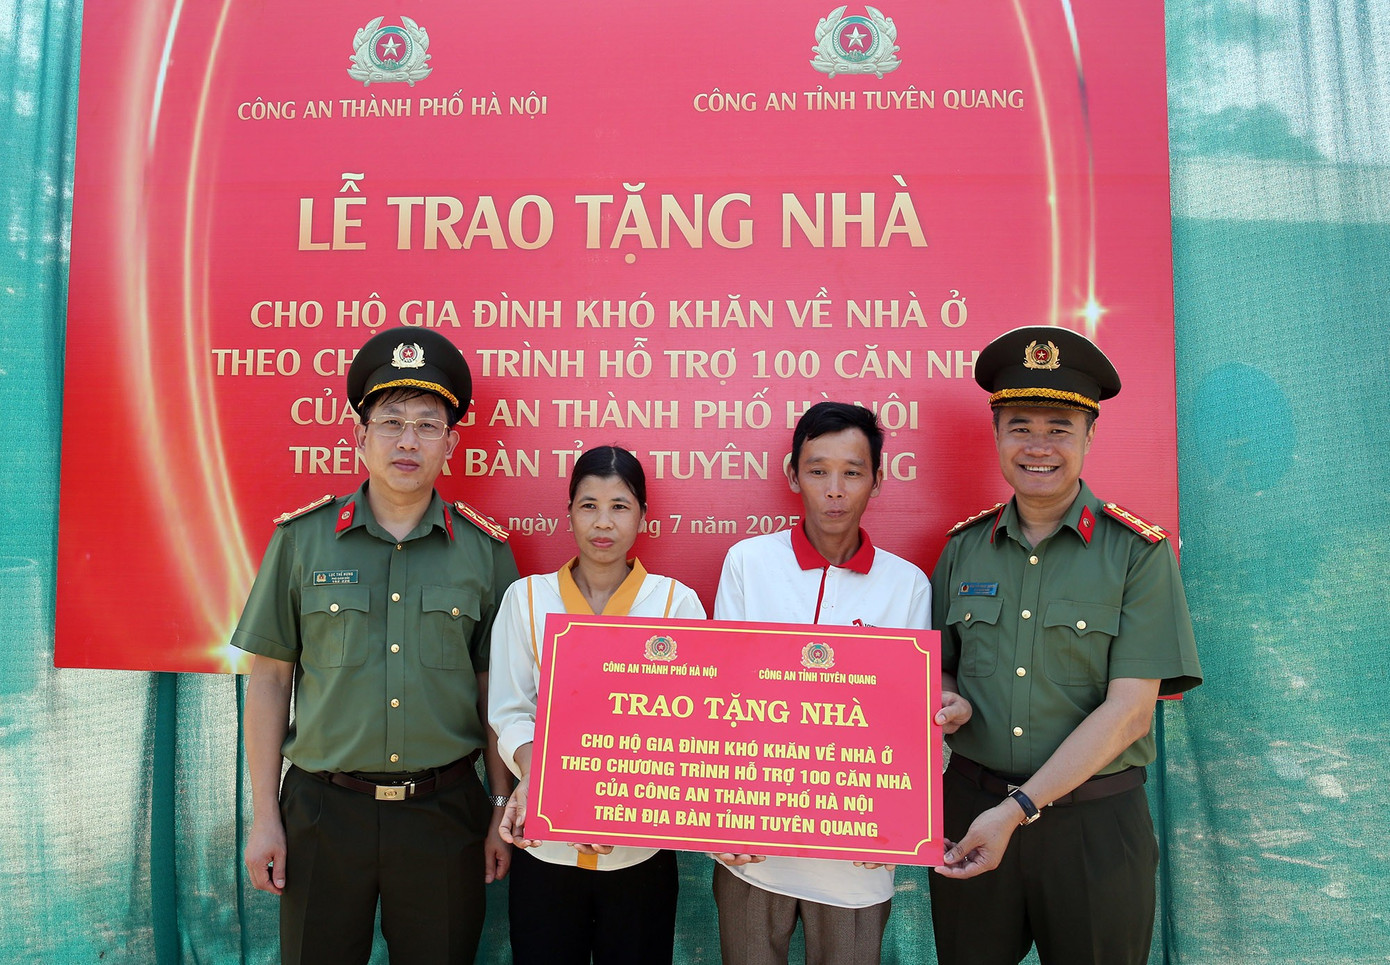 CÔNG AN THÀNH PHỐ HÀ NỘI
CÔNG AN TỈNH TUYÊN QUANG
LỄ TRAO TẶNG NHÀ
CHO HỘ GIA ĐÌNH KHÓ KHĂN VỀ NHÀ Ở
THEO TRÌNH HỖ TRỢ 100 CĂN
CỦA AN THÀNH PHỐ HÀ NỘI
BÀN TUYÊN
ngày 7 năm 2025
LỤC THẾ HÙNG
CÔNG AN THÀNH PHỐ HÀ NỘI
CÔNG AN TỈNH TUYÊN QUANG
TRAO TẶNG NHÀ
CHO HỘ GIA ĐÌNH KHÓ KHĂN VỀ NHÀ Ở
THEO CHƯƠNG TRÌNH HỖ TRỢ 100 CĂN NHÀ
CỦA CÔNG AN THÀNH PHỐ HÀ NỘI
TRÊN ĐỊA BÀN TỈNH TUYÊN QUANG